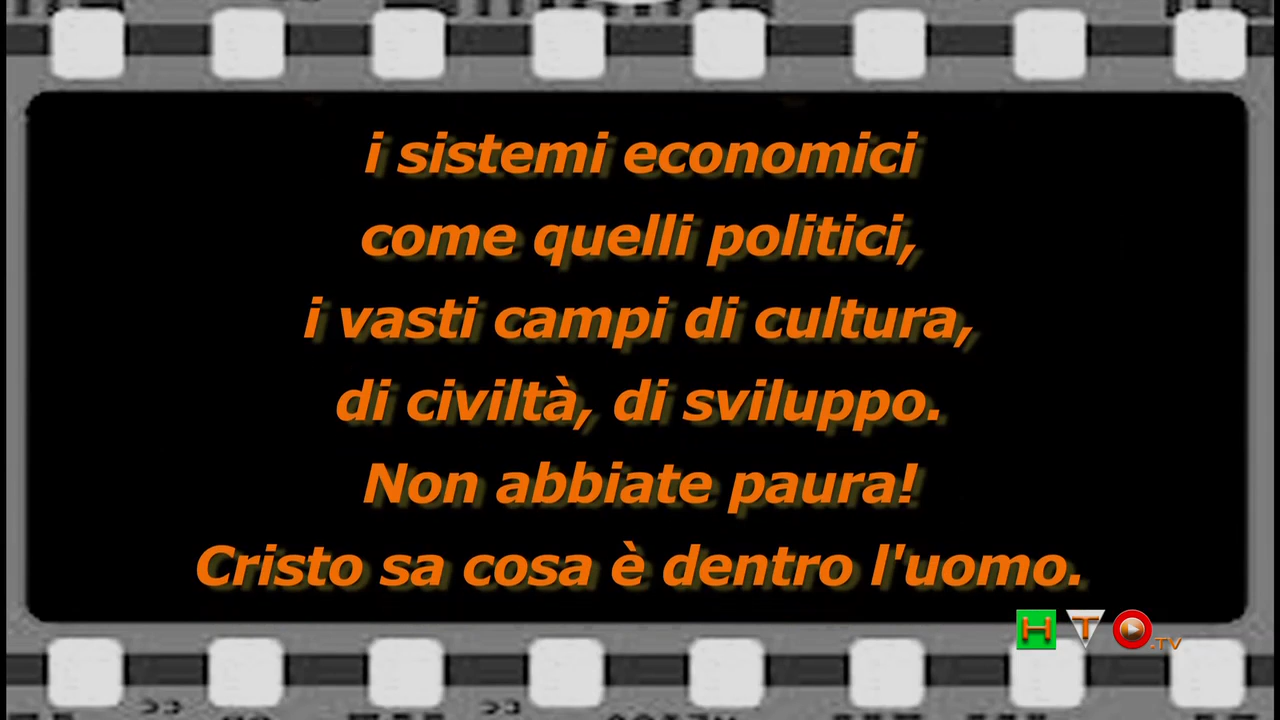 i sistemi economici
come quelli politici,
i vasti campi di cultura,
di civiltà, di sviluppo.
Non abbiate paura!
Cristo sa cosa è dentro l'uomo.
HTO.TV